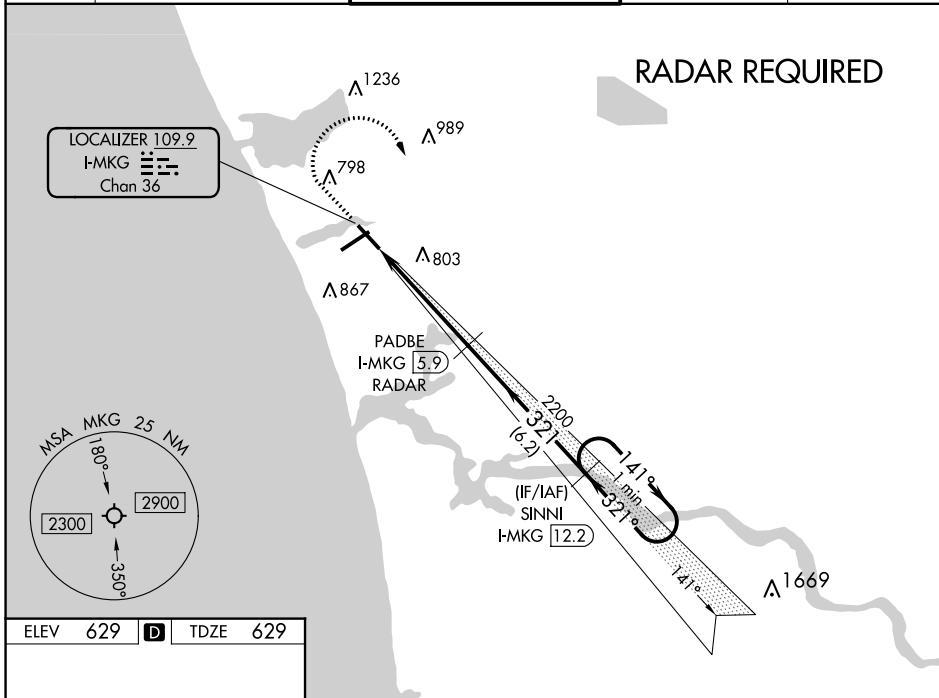 RADAR REQUIRED
1236
989
798
LOCALIZER 109.9
I-MKG
Chan 36
803
867
PADBE
I-MKG 5.9
RADAR
2200
321
(6.2)
141°
1 min
321°
(IF/IAF)
SINNI
I-MKG 12.2
141°
1669
MSA MKG 25 NM
180°
2300
2900
350°
ELEV 629 D TDZE 629